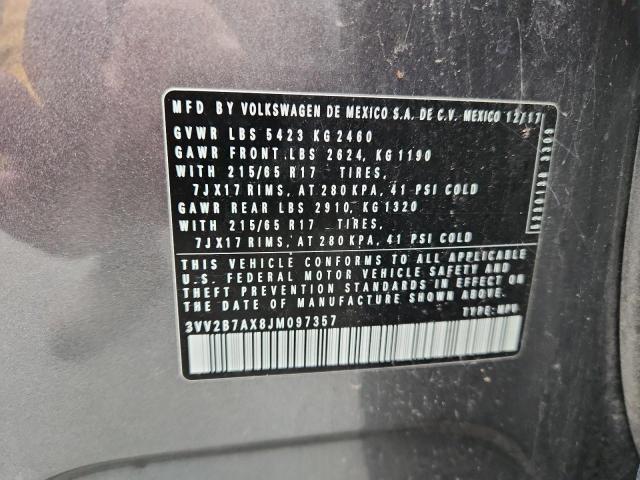 MFD BY VOLKSWAGEN DE MEXICO S.A. DE C.V. MEXICO 12/17
GVWR LBS 5423 KG 2460
GAWR FRONT LBS 2624, KG 1190
WITH 215/65 R17 TIRES,
7JX17 RIMS, AT 280 KPA, 41 PSI COLD
GAWR REAR LBS 2910, KG 1320
WITH 215/65 R17 TIRES,
7JX17 RIMS, AT 280 KPA, 41 PSI COLD
THIS VEHICLE CONFORMS TO ALL APPLICABLE
U.S. FEDERAL MOTOR VEHICLE SAFETY AND
THEFT PREVENTION STANDARDS IN EFFECT ON
THE DATE OF MANUFACTURE SHOWN ABOVE.
3VV2B7AX8JM097357
TYPE: MPV